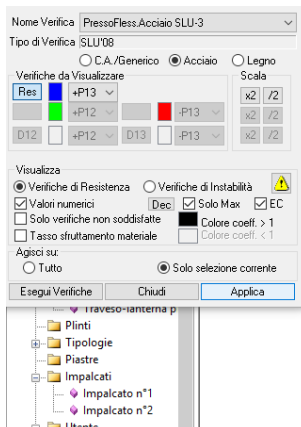 Nome Verifica PressoFless.Acciaio SLU-3
Tipo di Verifica SLU'08
C.A./Generico Acciaio Legno
Verifiche da Visualizzare Scala
Res +P13 x2 /2
+P12 -P13 x2 /2
D12 +P12 D13 -P13 x2 /2
Visualizza
Verifiche di Resistenza Verifiche di Instabilità
Valori numerici Dec Solo Max EC
Solo verifiche non soddisfatte Colore coeff. > 1
Tasso sfruttamento materiale Colore coeff. < 1
Agisci su:
Tutto Solo selezione corrente
Esegui Verifiche Chiudi Applica
Traveso-lanterna p
Plinti
Tipologie
Piastre
Impalcati
Impalcato n°1
Impalcato n°2
Utente